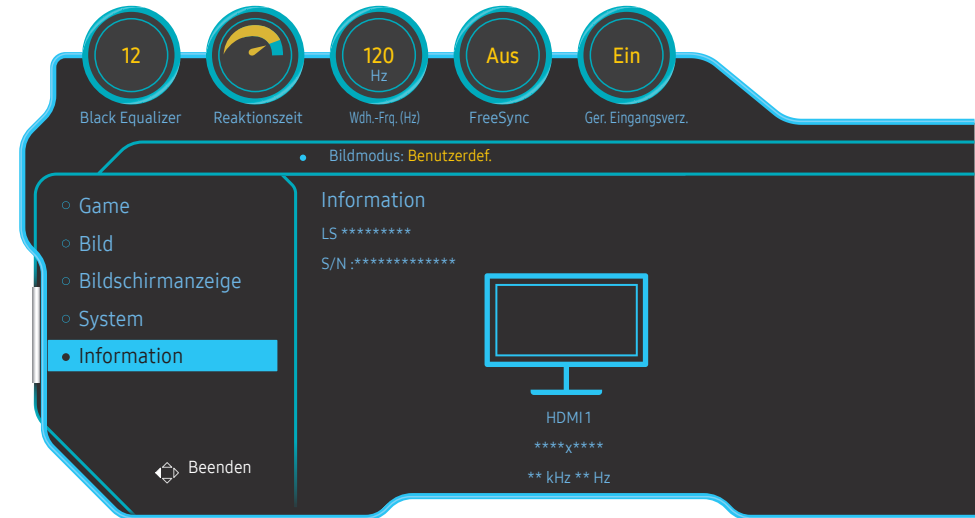 12
120
Hz
Aus
Ein
Black Equalizer
Reaktionszeit
Wdh.-Frq. (Hz)
FreeSync
Ger. Eingangsverz.
Bildmodus: Benutzerdef.
Game
Bild
Bildschirmanzeige
System
Information
Beenden
Information
LS *********
S/N :*************
HDMI 1
****x****
** kHz ** Hz